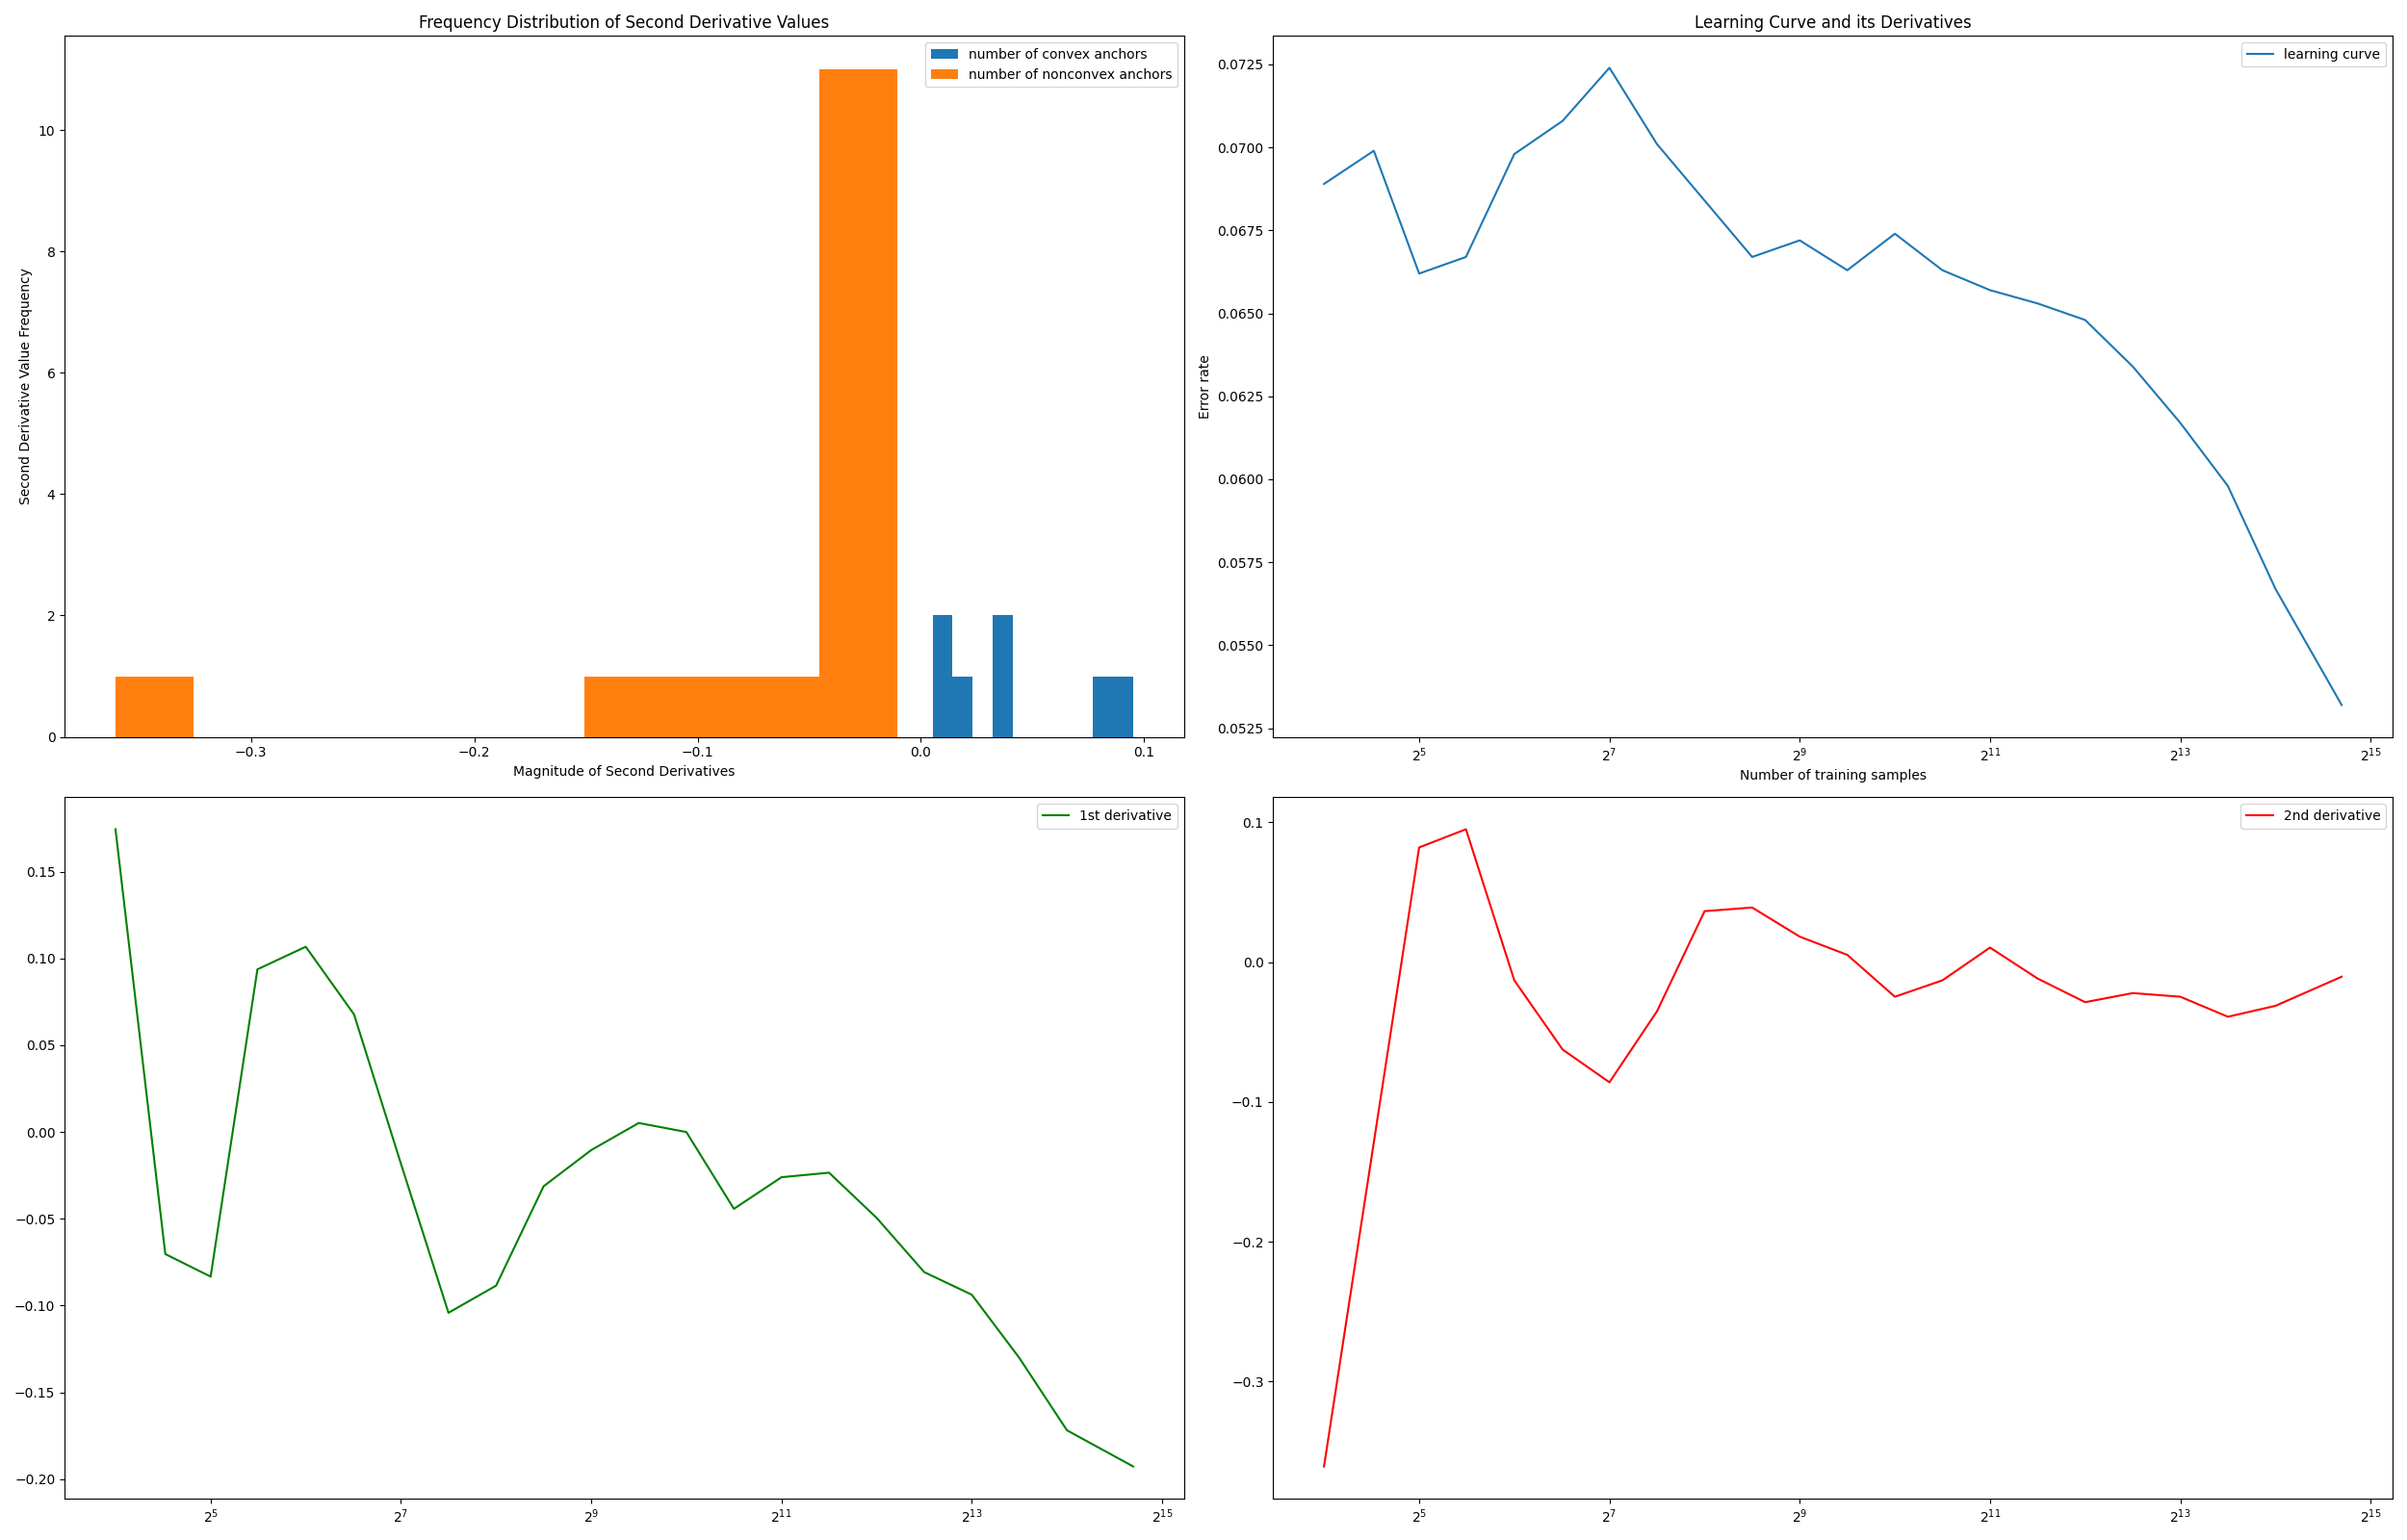 Frequency Distribution of Second Derivative Values
number of convex anchors
number of nonconvex anchors
Second Derivative Value Frequency
10
8
6
4
2
0
−0.3 −0.2 −0.1 0.0 0.1
Magnitude of Second Derivatives
Learning Curve and its Derivatives
learning curve
Error rate
0.0725
0.0700
0.0675
0.0650
0.0625
0.0600
0.0575
0.0550
0.0525
2^5 2^7 2^9 2^11 2^13 2^15
Number of training samples
1st derivative
0.15
0.10
0.05
0.00
−0.05
−0.10
−0.15
−0.20
2^5 2^7 2^9 2^11 2^13 2^15
2nd derivative
0.1
0.0
−0.1
−0.2
−0.3
2^5 2^7 2^9 2^11 2^13 2^15